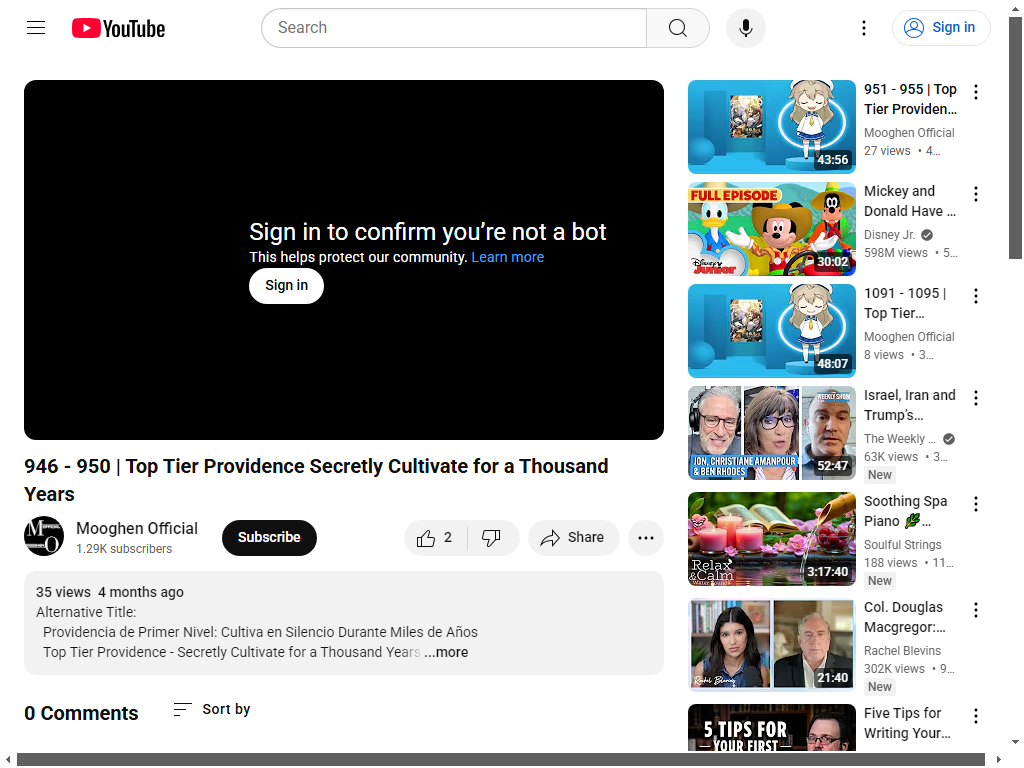 YouTube
Search
Sign in
Sign in to confirm you're not a bot
This helps protect our community. Learn more
Sign in
946 - 950 | Top Tier Providence Secretly Cultivate for a Thousand
Years
Mooghen Official
1.29K subscribers
Subscribe
2
Share
35 views 4 months ago
Alternative Title:
Providencia de Primer Nivel: Cultiva en Silencio Durante Miles de Años
Top Tier Providence - Secretly Cultivate for a Thousand Years ...more
0 Comments
Sort by
43:56
951 - 955 | Top
Tier Providen...
Mooghen Official
27 views • 4...
FULL EPISODE
Disney Junior
30:02
Mickey and
Donald Have ...
Disney Jr.
598M views • 5...
48:07
1091 - 1095 |
Top Tier...
Mooghen Official
8 views • 3...
WEEKLY SHOW
JON, CHRISTIANE AMANPOUR
& BEN RHODES
52:47
Israel, Iran and
Trump's...
The Weekly ...
63K views • 3...
New
Relax
&Calm
Water Sounds
3:17:40
Soothing Spa
Piano 🌿...
Soulful Strings
188 views • 11...
New
Rachel Blevins
21:40
Col. Douglas
Macgregor:...
Rachel Blevins
302K views • 9...
New
5 TIPS FOR
—WRITING—
YOUR FIRST
Five Tips for
Writing Your...